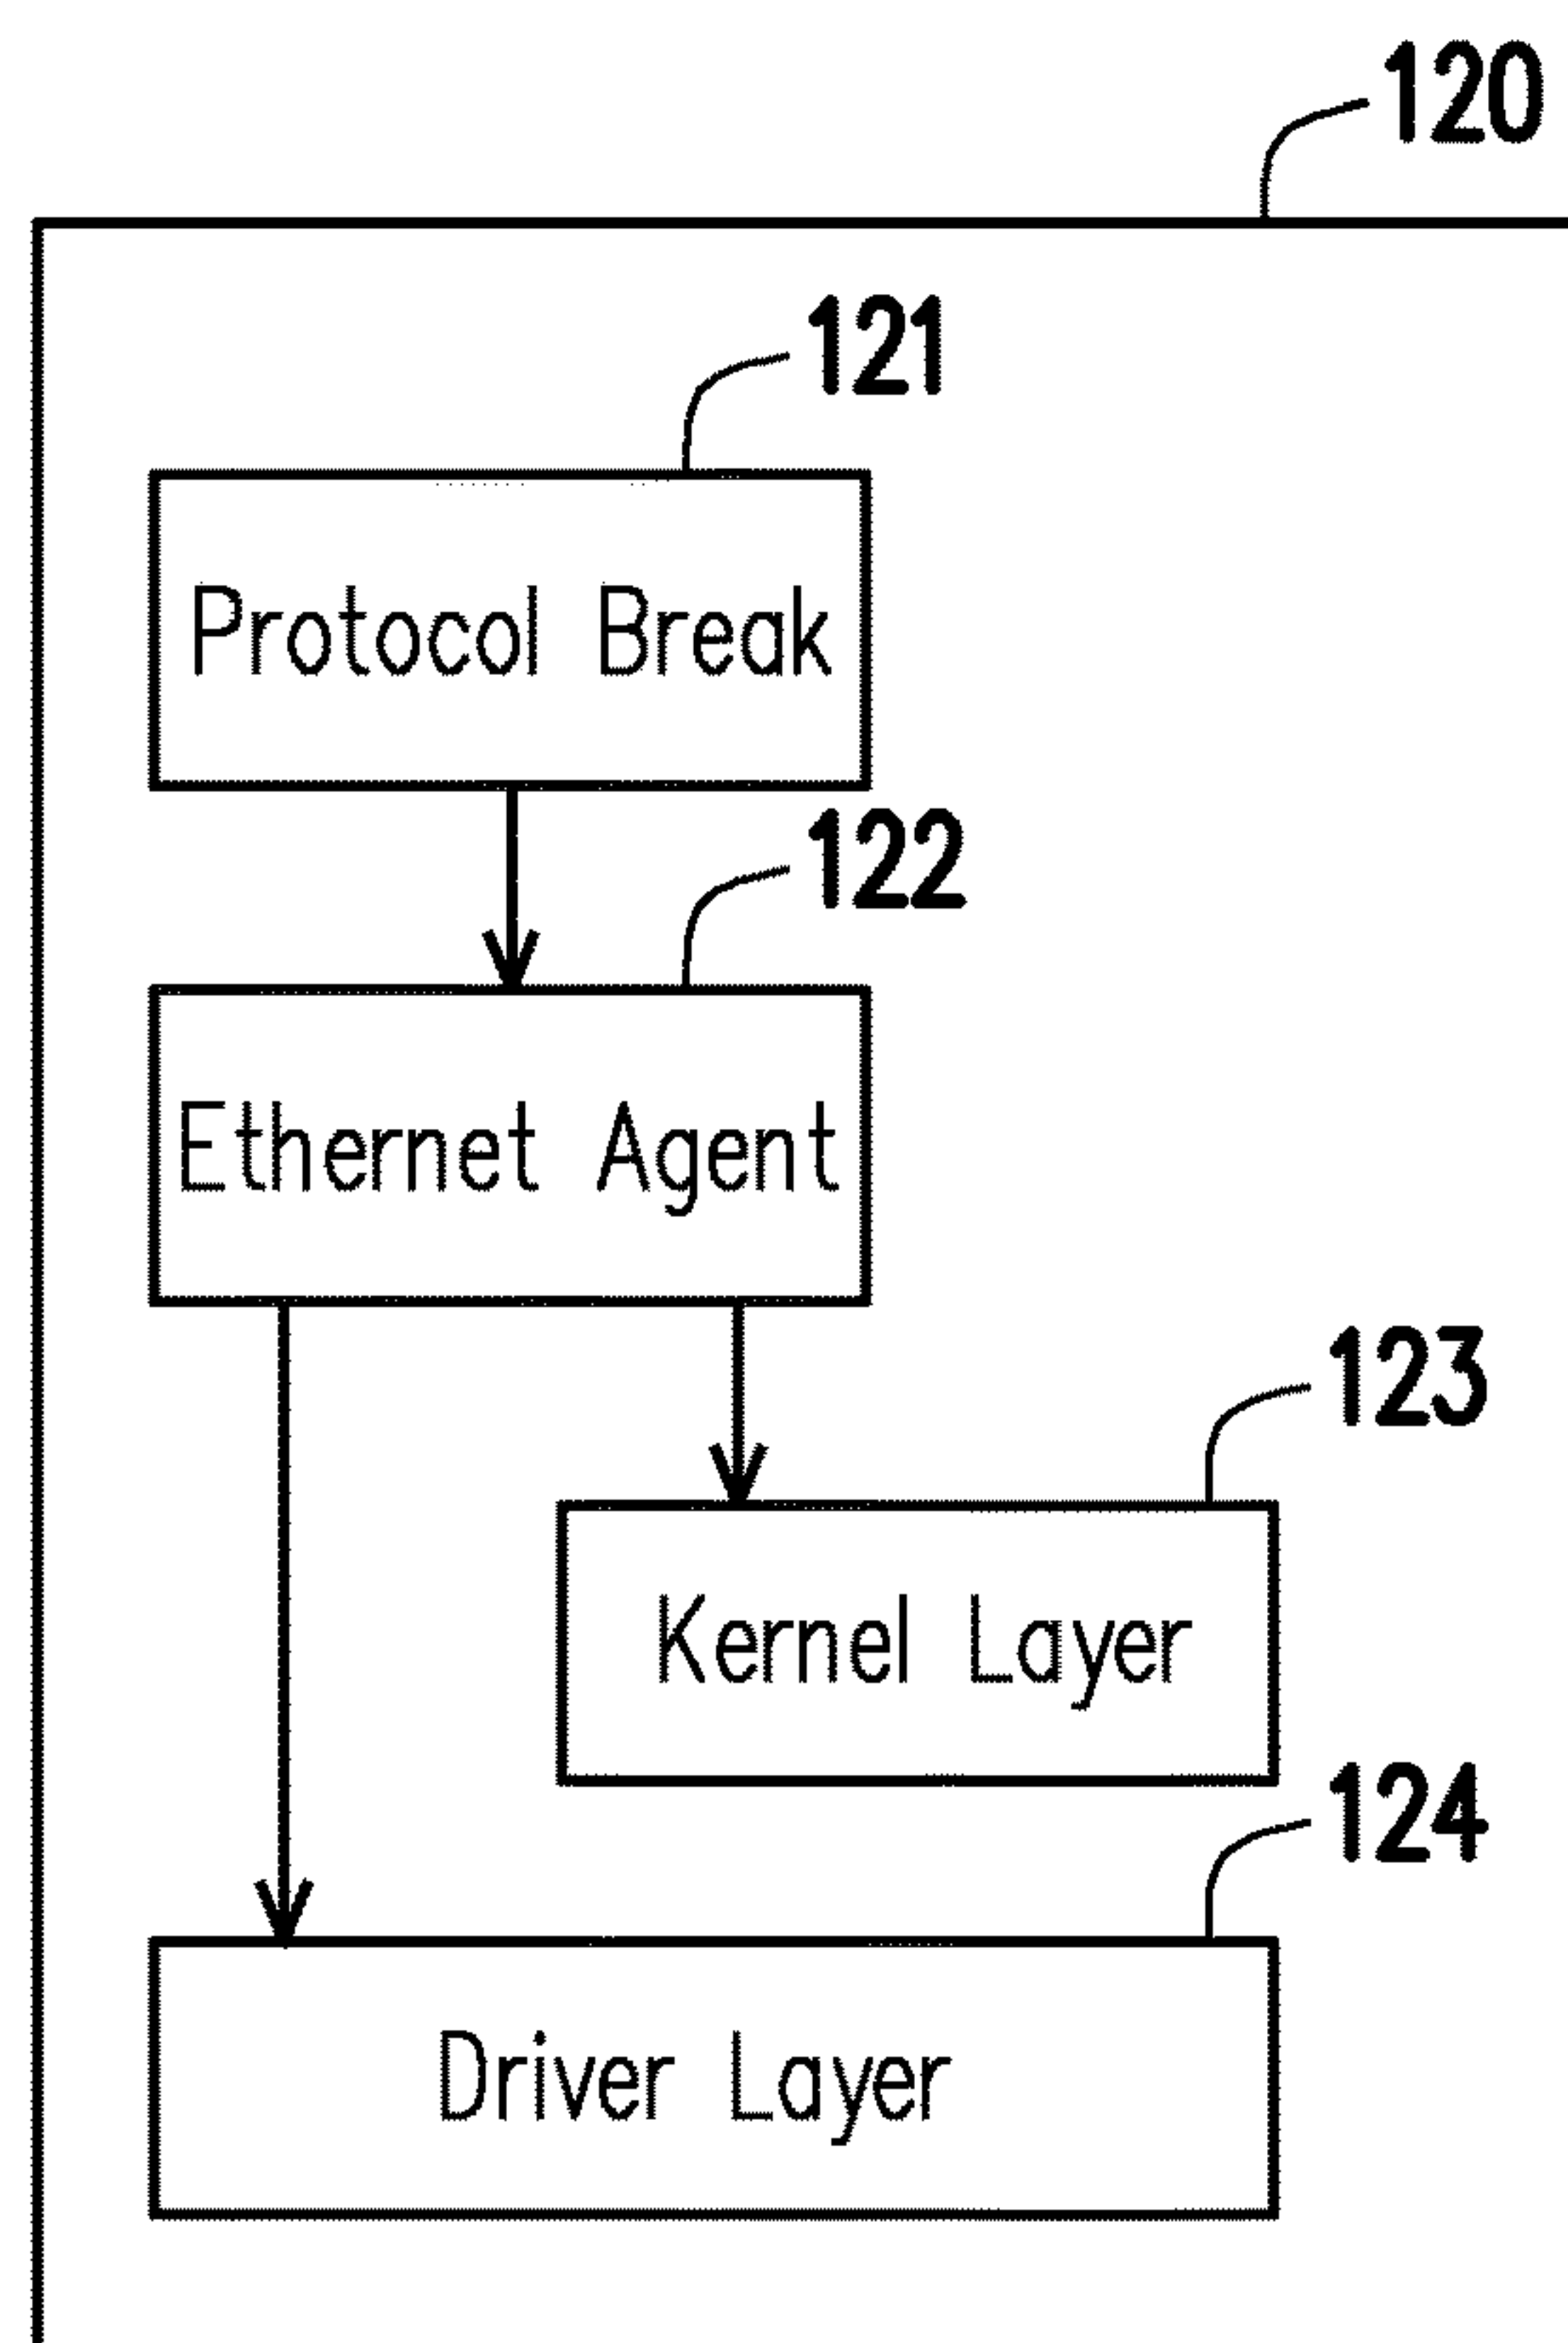 120
121
Protocol Break
122
Ethernet Agent
123
Kernel Layer
124
Driver Layer